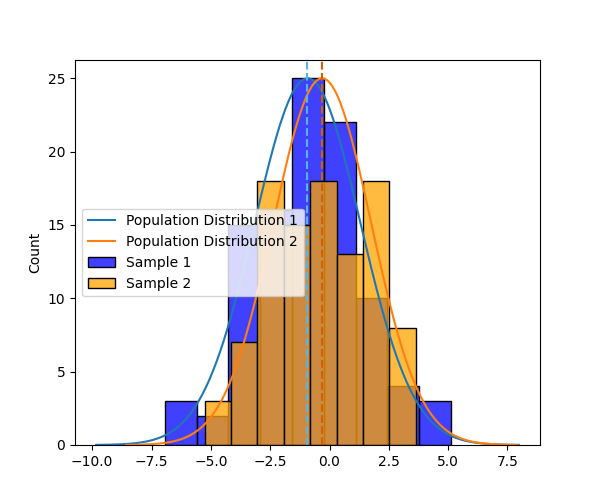 25
20
15
10
5
0
Count
Population Distribution 1
Population Distribution 2
Sample 1
Sample 2
−10.0 −7.5 −5.0 −2.5 0.0 2.5 5.0 7.5